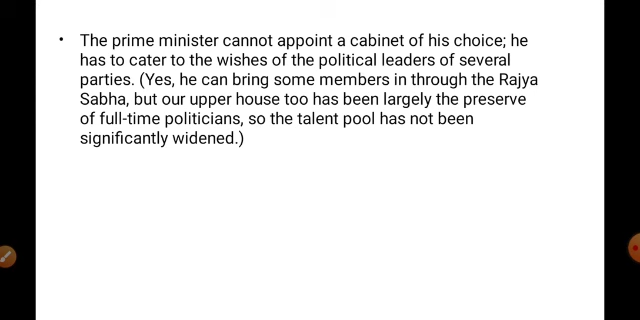 • The prime minister cannot appoint a cabinet of his choice; he
has to cater to the wishes of the political leaders of several
parties. (Yes, he can bring some members in through the Rajya
Sabha, but our upper house too has been largely the preserve
of full-time politicians, so the talent pool has not been
significantly widened.)